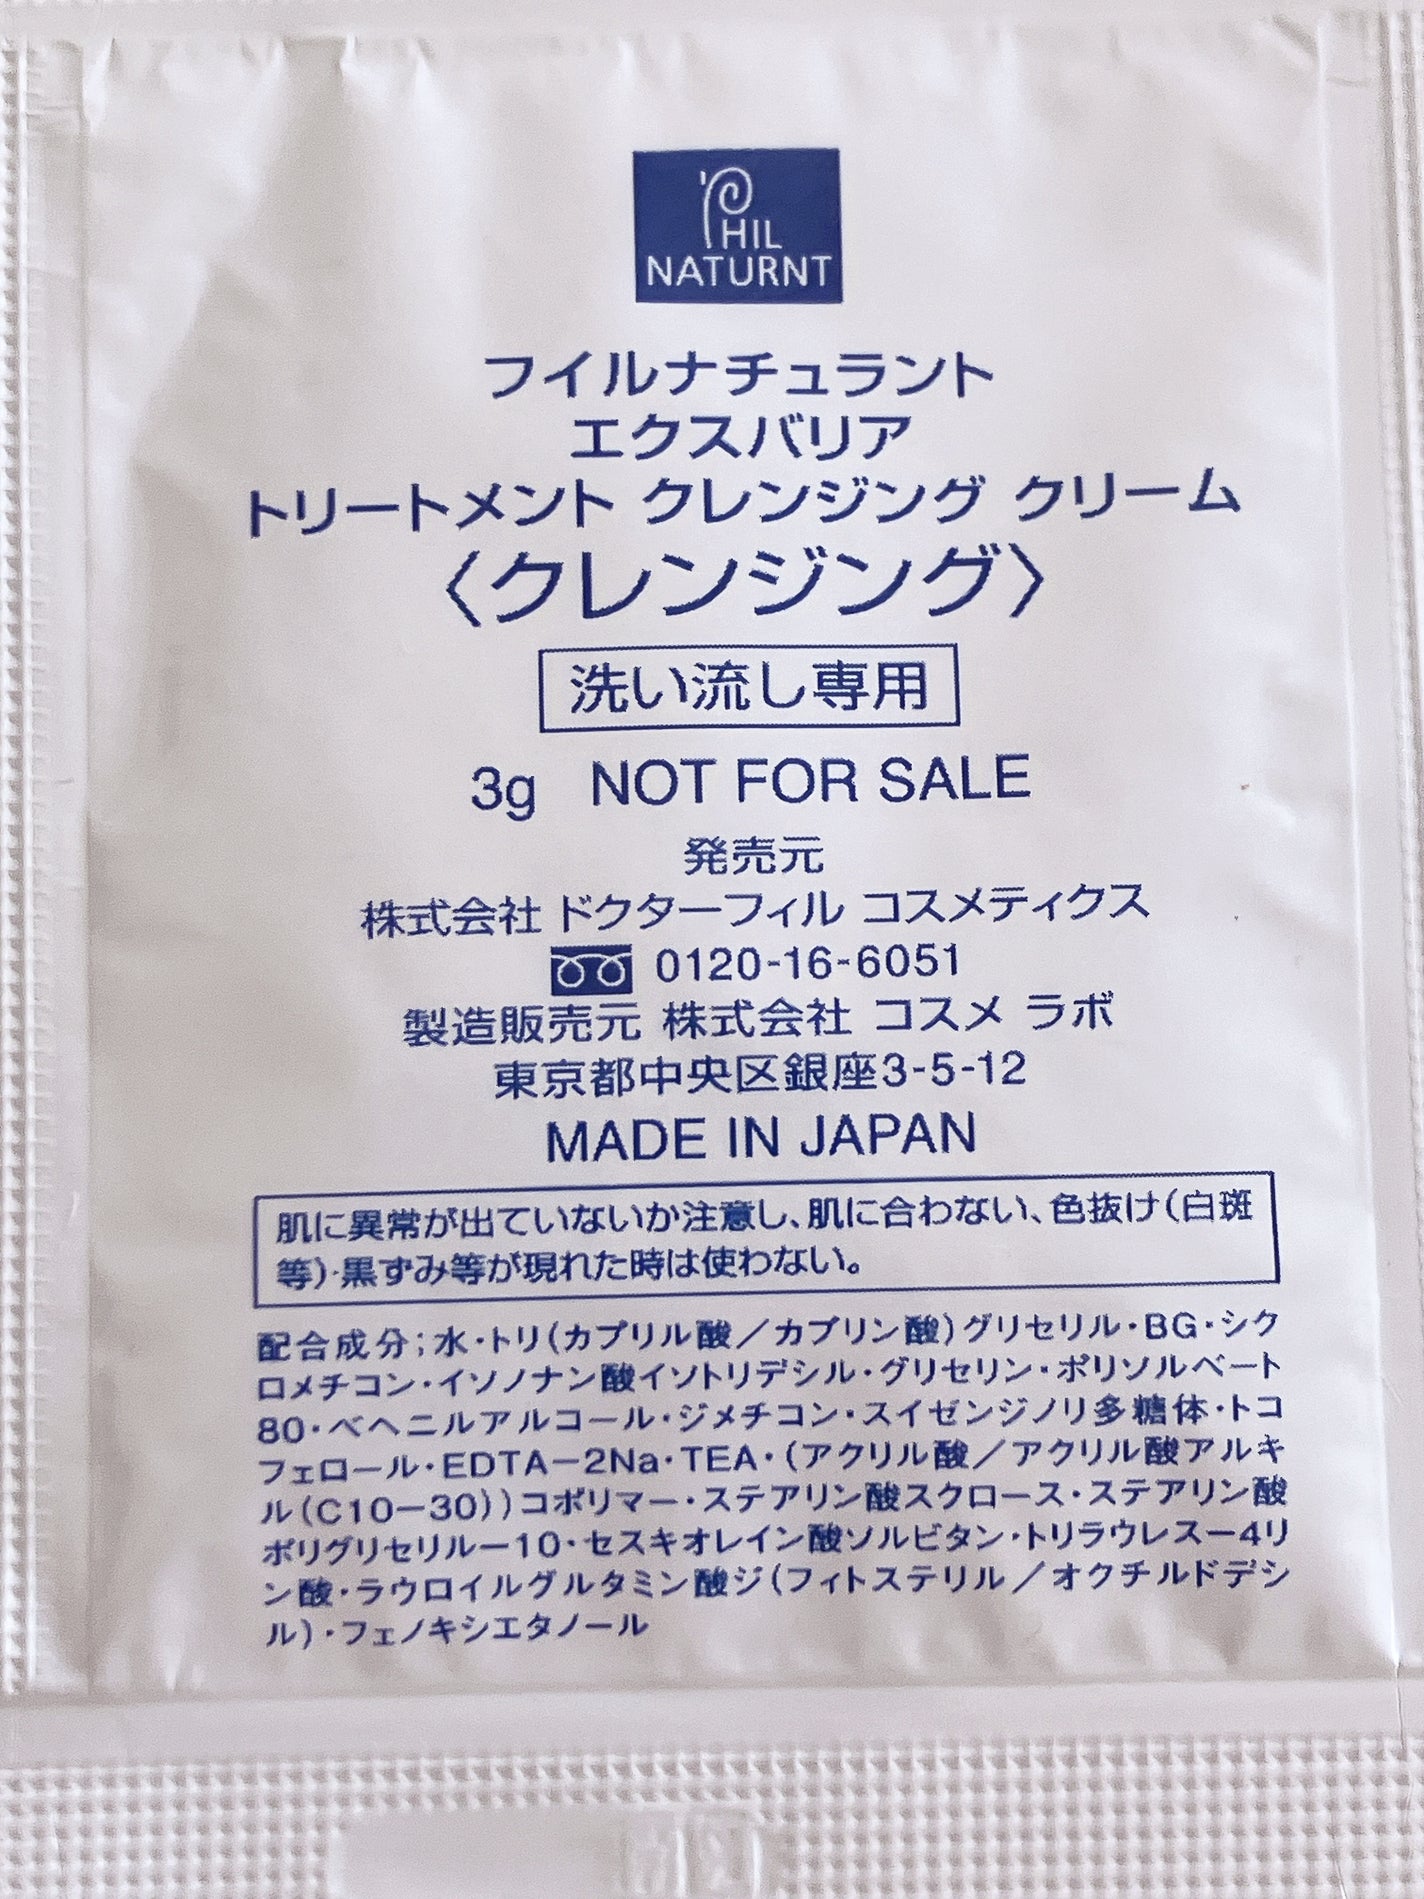 PHIL
NATURNT
フイルナチュラント
エクスバリア
トリートメント クレンジング クリーム
〈クレンジング〉
洗い流し専用
3g NOT FOR SALE
発売元
株式会社 ドクターフィル コスメティクス
0120-16-6051
製造販売元 株式会社 コスメ ラボ
東京都中央区銀座3-5-12
MADE IN JAPAN
肌に異常が出ていないか注意し、肌に合わない、色抜け(白斑
等)・黒ずみ等が現れた時は使わない。
配合成分;水・トリ(カプリル酸／カプリン酸)グリセリル・BG・シク
ロメチコン・イソノナン酸イソトリデシル・グリセリン・ポリソルベート
80・ベヘニルアルコール・ジメチコン・スイゼンジノリ多糖体・トコ
フェロール・EDTA－2Na・TEA・(アクリル酸／アクリル酸アルキ
ル(C10－30))コポリマー・ステアリン酸スクロース・ステアリン酸
ポリグリセリル－10・セスキオレイン酸ソルビタン・トリラウレス－4リ
ン酸・ラウロイルグルタミン酸ジ(フィトステリル／オクチルドデシ
ル)・フェノキシエタノール